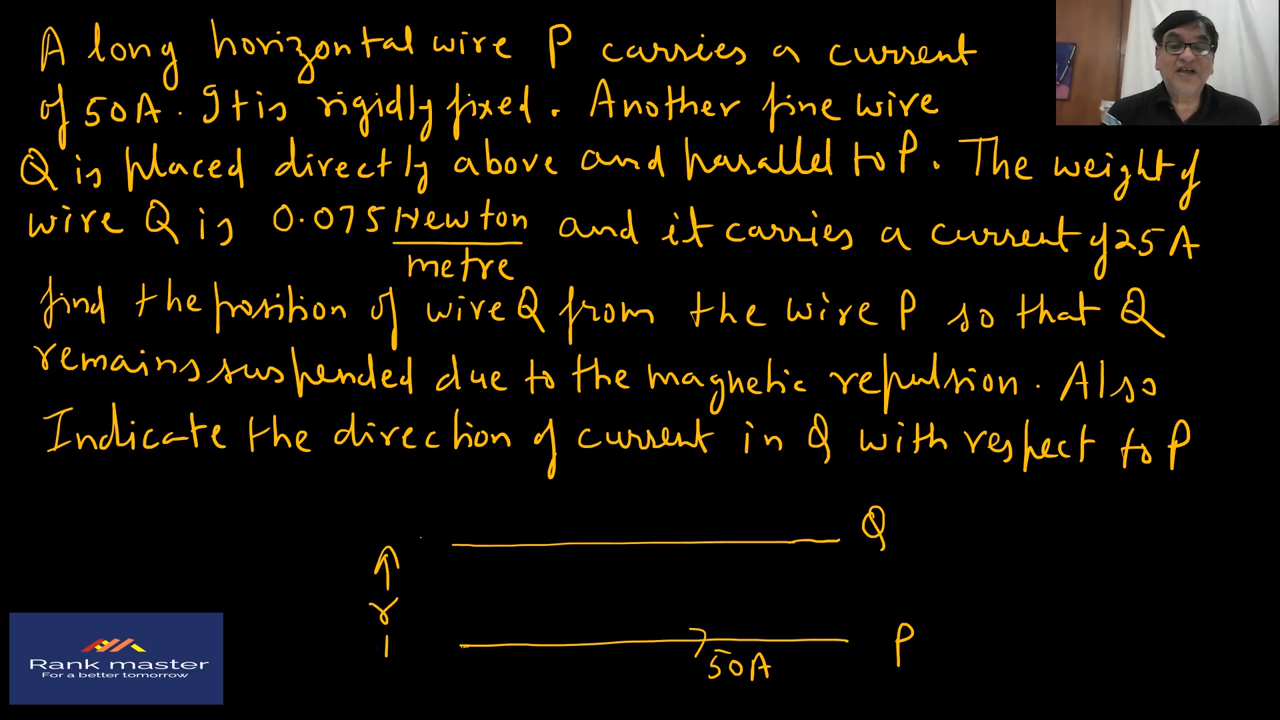 A long horizontal wire P carries a current
of 50A. It is rigidly fixed. Another fine wire
Q is placed directly above and parallel to P. The weight of
wire Q is 0.075 Newton/metre and it carries a current of 25A
find the position of wire Q from the wire P so that Q
remains suspended due to the magnetic repulsion. Also
Indicate the direction of current in Q with respect to P
Q
r
P
50A
Rank master
For a better tomorrow